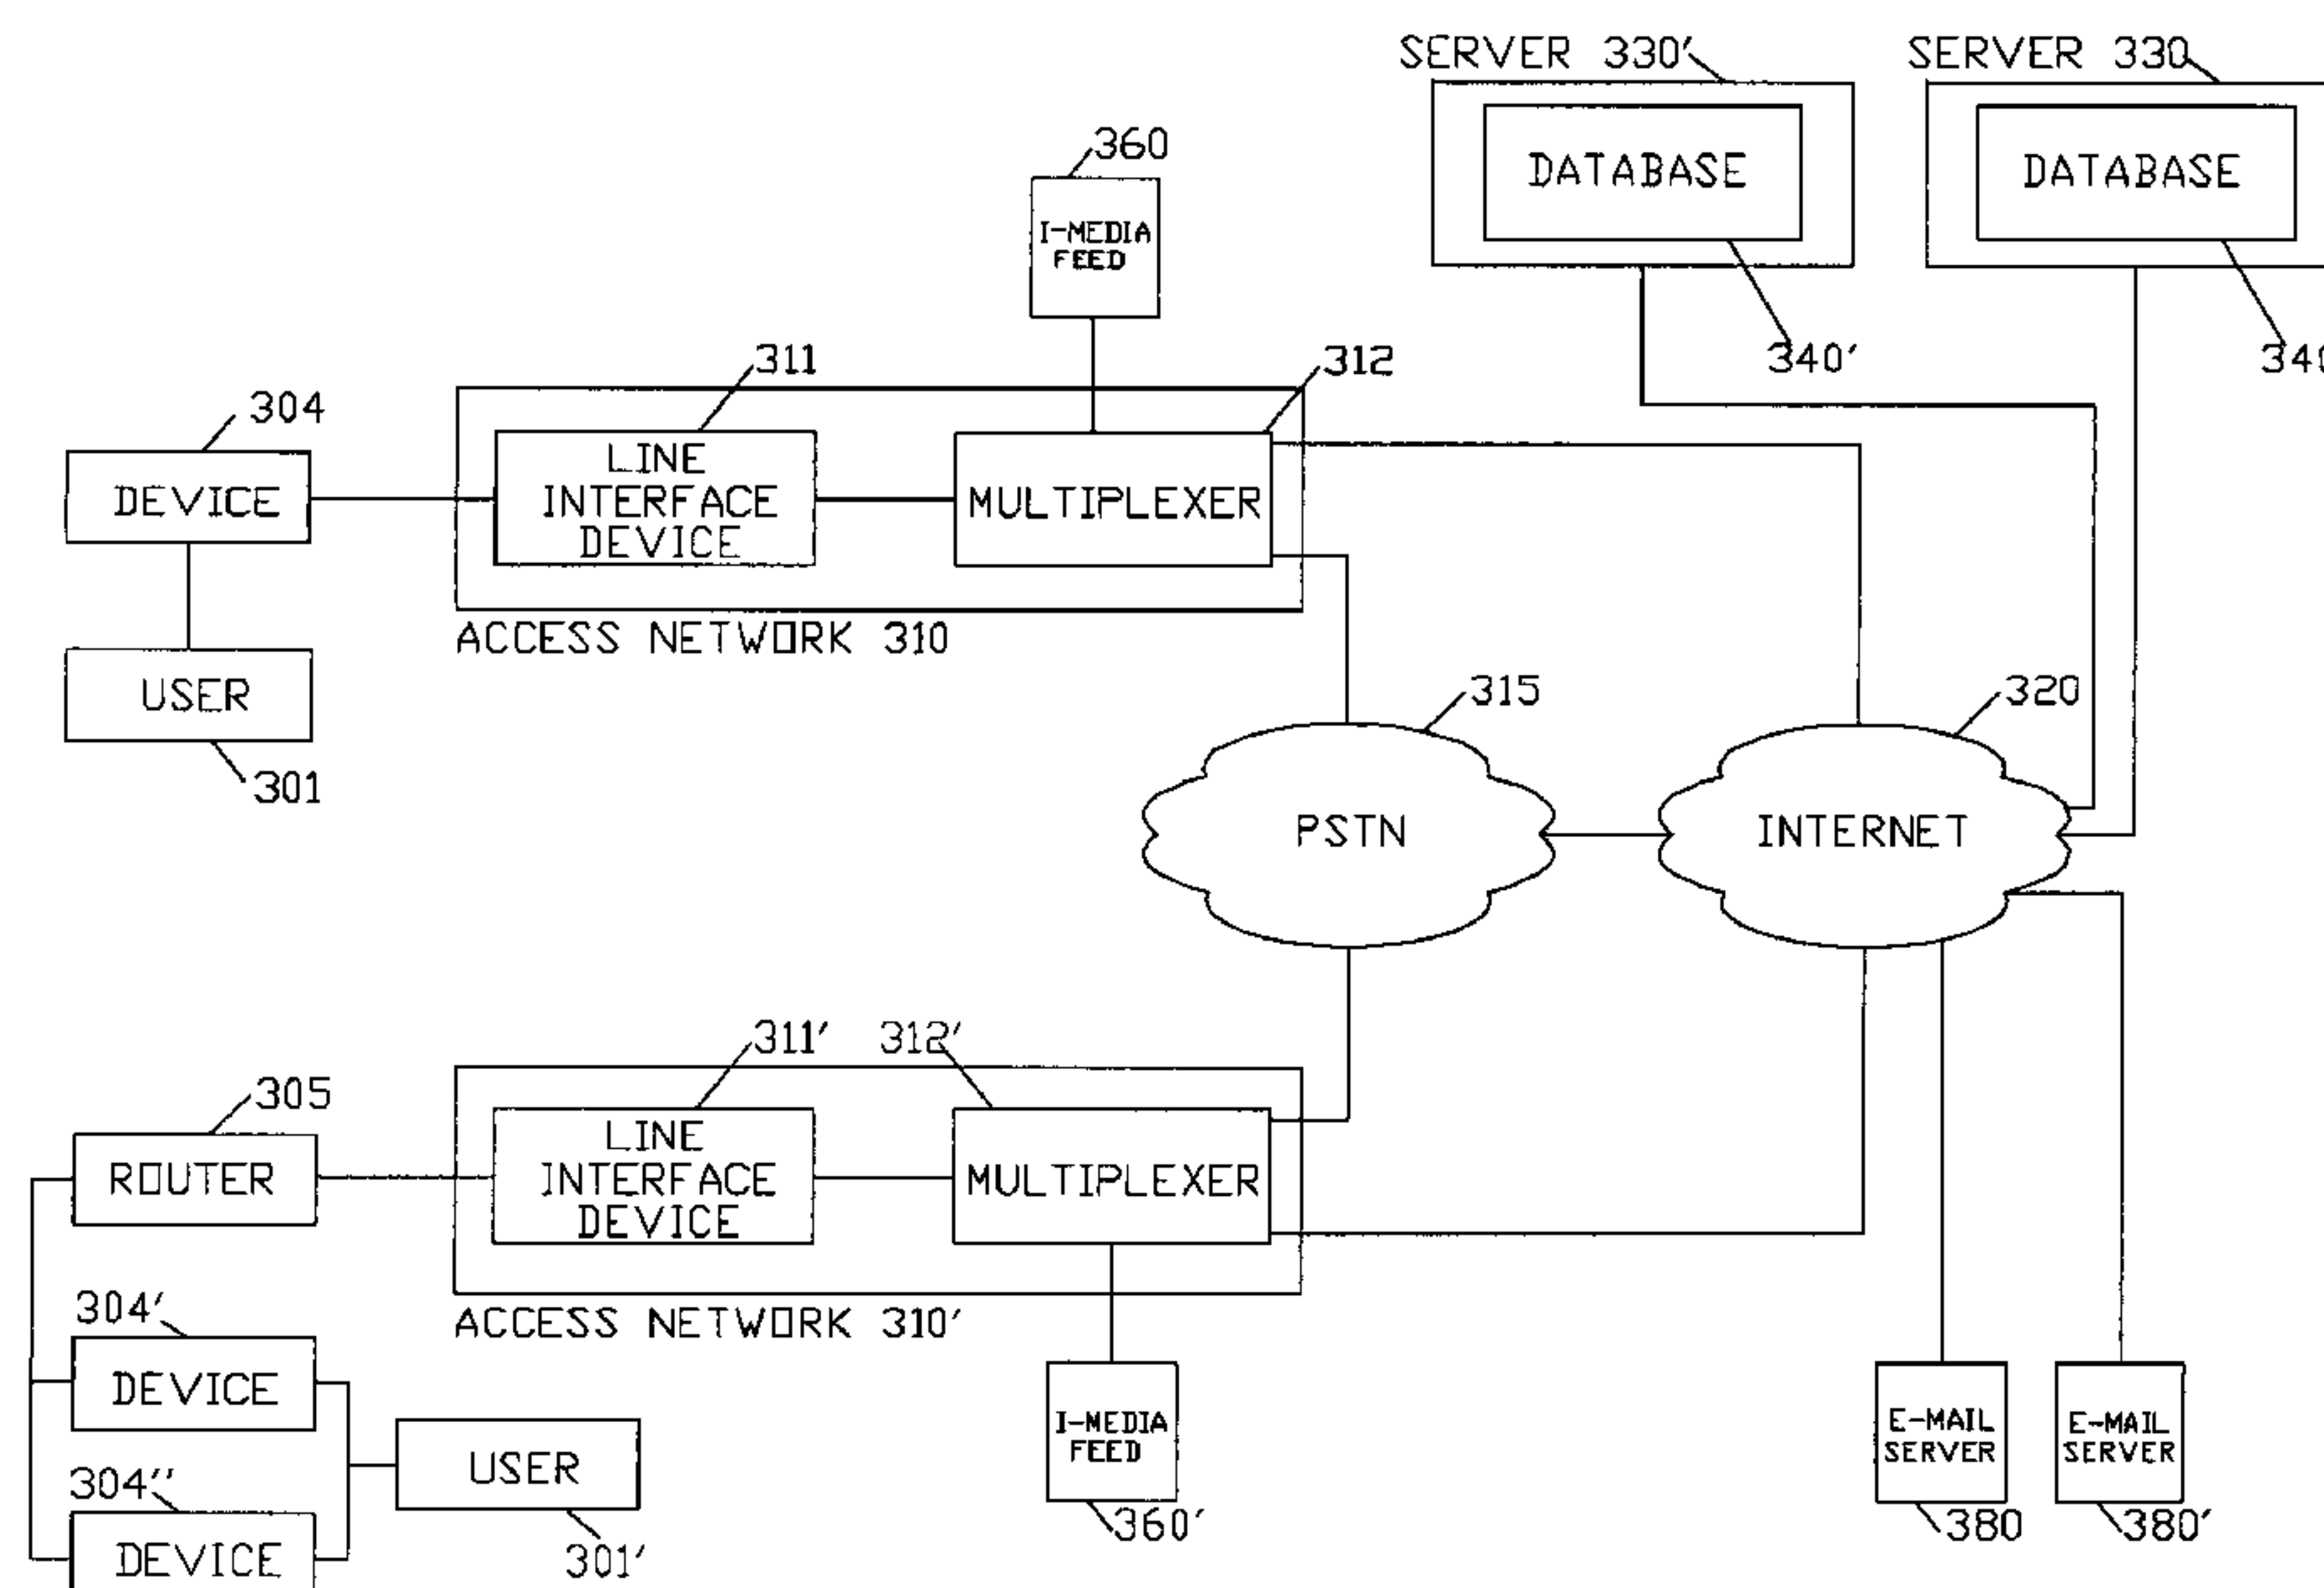 SERVER 330'
SERVER 330
DATABASE
DATABASE
360
I-MEDIA
FEED
340'
340
311
312
304
LINE
INTERFACE
DEVICE
MULTIPLEXER
DEVICE
ACCESS NETWORK 310
USER
301
315
320
PSTN
INTERNET
311'
312'
305
LINE
INTERFACE
DEVICE
MULTIPLEXER
ROUTER
304'
ACCESS NETWORK 310'
DEVICE
I-MEDIA
FEED
E-MAIL
SERVER
E-MAIL
SERVER
USER
304''
360'
380
380'
DEVICE
301'